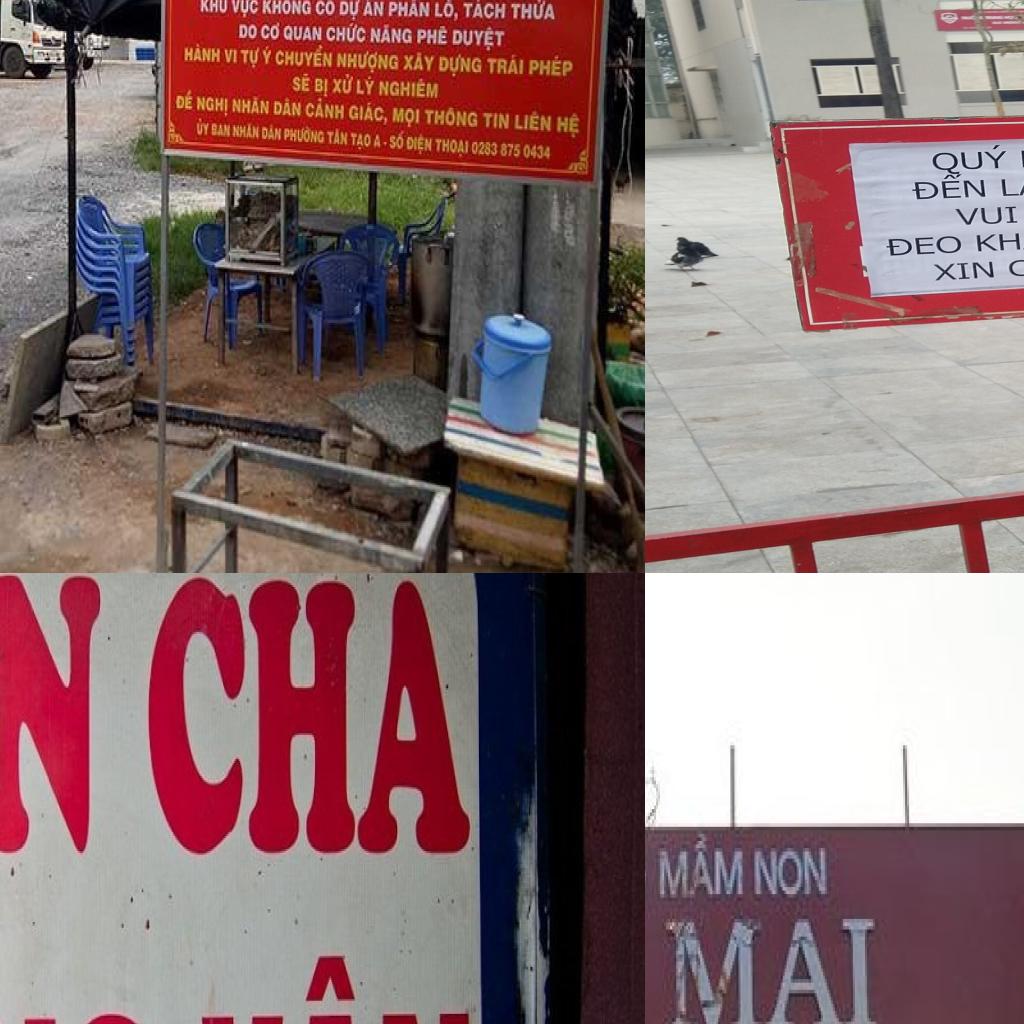 KHU VỰC KHÔNG CÓ DỰ ÁN PHÂN LÔ, TÁCH THỬA
DO CƠ QUAN CHỨC NĂNG PHÊ DUYỆT
HÀNH VI TỰ Ý CHUYỂN NHƯỢNG XÂY DỰNG TRÁI PHÉP
SẼ BỊ XỬ LÝ NGHIÊM
ĐỀ NGHỊ NHÂN DÂN CẢNH GIÁC, MỌI THÔNG TIN LIÊN HỆ
ỦY BAN NHÂN DÂN PHƯỜNG TÂN TẠO A - SỐ ĐIỆN THOẠI 0283 875 0434
QUÝ
ĐẾN
VUI
ĐEO KH
XIN
N CHA
MẦM NON
MAI